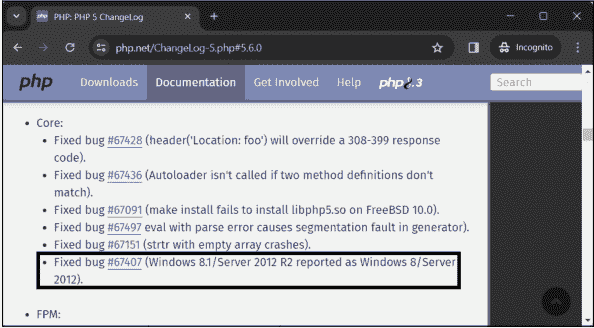 PHP: PHP 5 ChangeLog
php.net/ChangeLog-5.php#5.6.0
Incognito
php
Downloads
Documentation
Get Involved
Help
php8.3
Search
Core:
Fixed bug #67428 (header('Location: foo') will override a 308-399 response
code).
Fixed bug #67436 (Autoloader isn't called if two method definitions don't
match).
Fixed bug #67091 (make install fails to install libphp5.so on FreeBSD 10.0).
Fixed bug #67497 eval with parse error causes segmentation fault in generator).
Fixed bug #67151 (strtr with empty array crashes).
Fixed bug #67407 (Windows 8.1/Server 2012 R2 reported as Windows 8/Server
2012).
FPM: